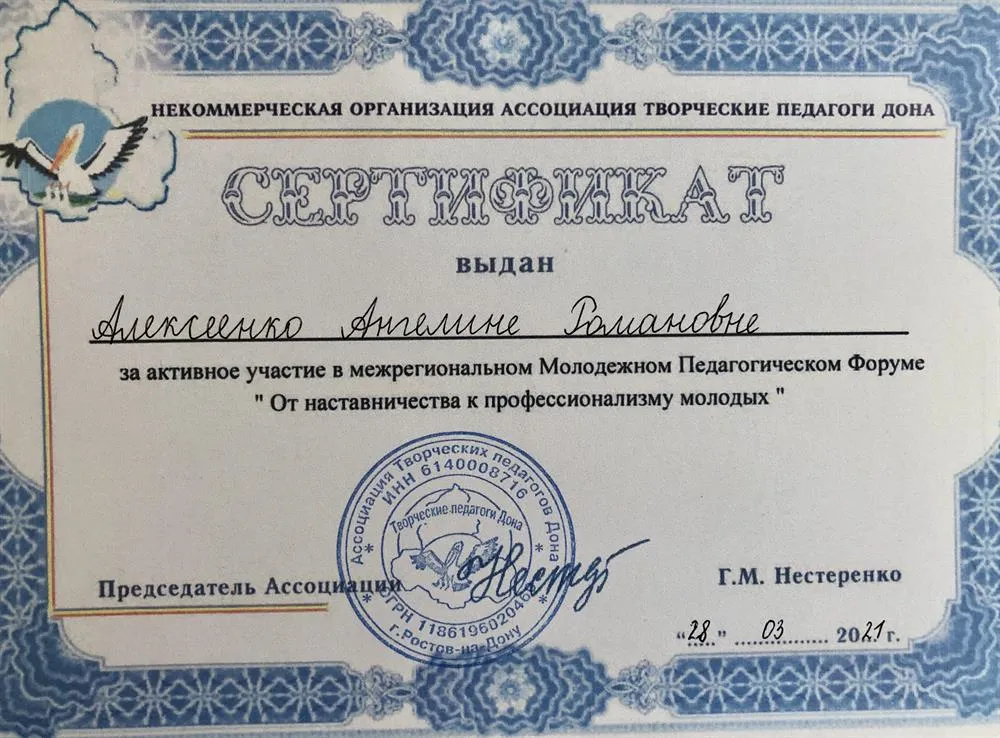 НЕКОММЕРЧЕСКАЯ ОРГАНИЗАЦИЯ АССОЦИАЦИЯ ТВОРЧЕСКИЕ ПЕДАГОГИ ДОНА
СЕРТИФИКАТ
выдан
Алексеенко Ангелине Романовне
за активное участие в межрегиональном Молодежном Педагогическом Форуме
" От наставничества к профессионализму молодых "
Ассоциация Творческих педагогов Дона
ИНН 6140008716
Творческие педагоги Дона
Председатель Ассоциации
Нестер
Г.М. Нестеренко
ОГРН
г.Ростов-на-Дону
"28" 03 2021 г.